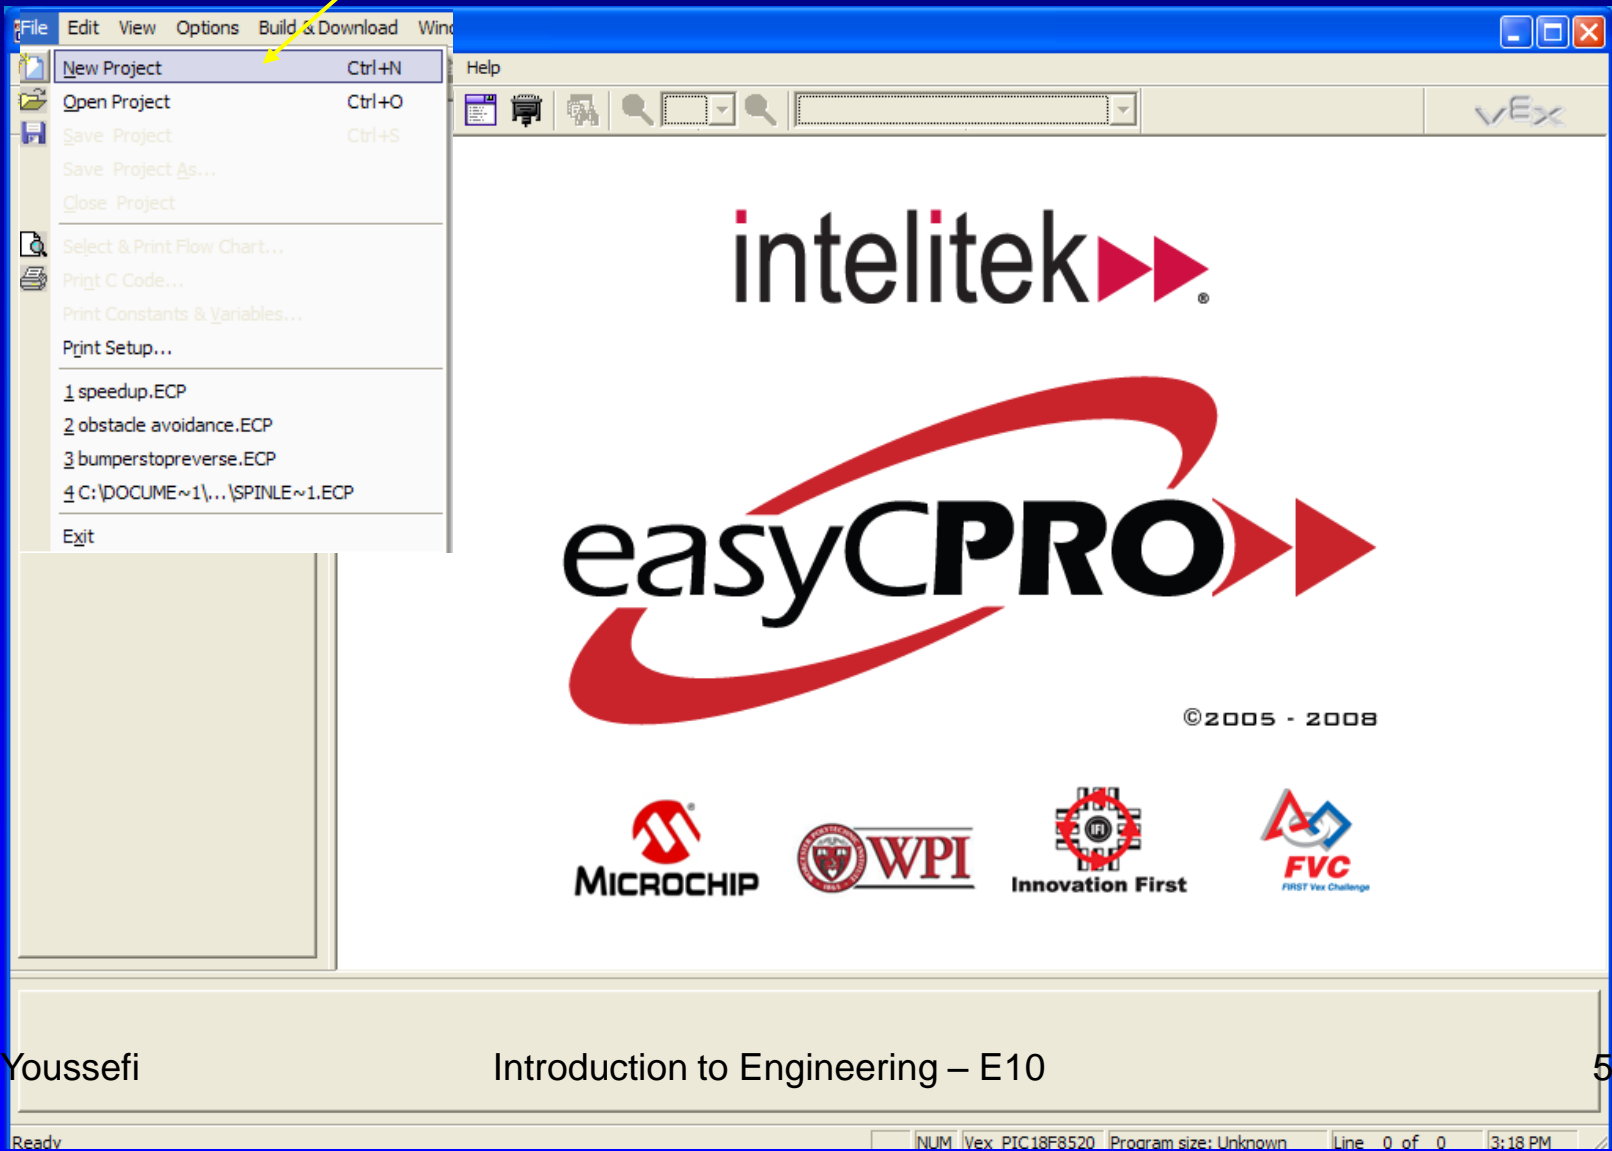 File Edit View Options Build & Download
Help
New Project Ctrl+N
Open Project Ctrl+O
Save Project Ctrl+S
Save Project As...
Close Project
Select & Print Flow Chart...
Print C Code...
Print Constants & Variables...
Print Setup...
1 speedup.ECP
2 obstacle avoidance.ECP
3 bumperstopreverse.ECP
4 C:\DOCUME~1\...\SPINLE~1.ECP
Exit
vEx
intelitek®
easyCPRO
©2005 - 2008
MICROCHIP
WPI
IFI
Innovation First
FVC
FIRST Vex Challenge
Youssefi Introduction to Engineering – E10 5
Ready NUM Vex PIC18F8520 Program size: Unknown Line 0 of 0 3:18 PM